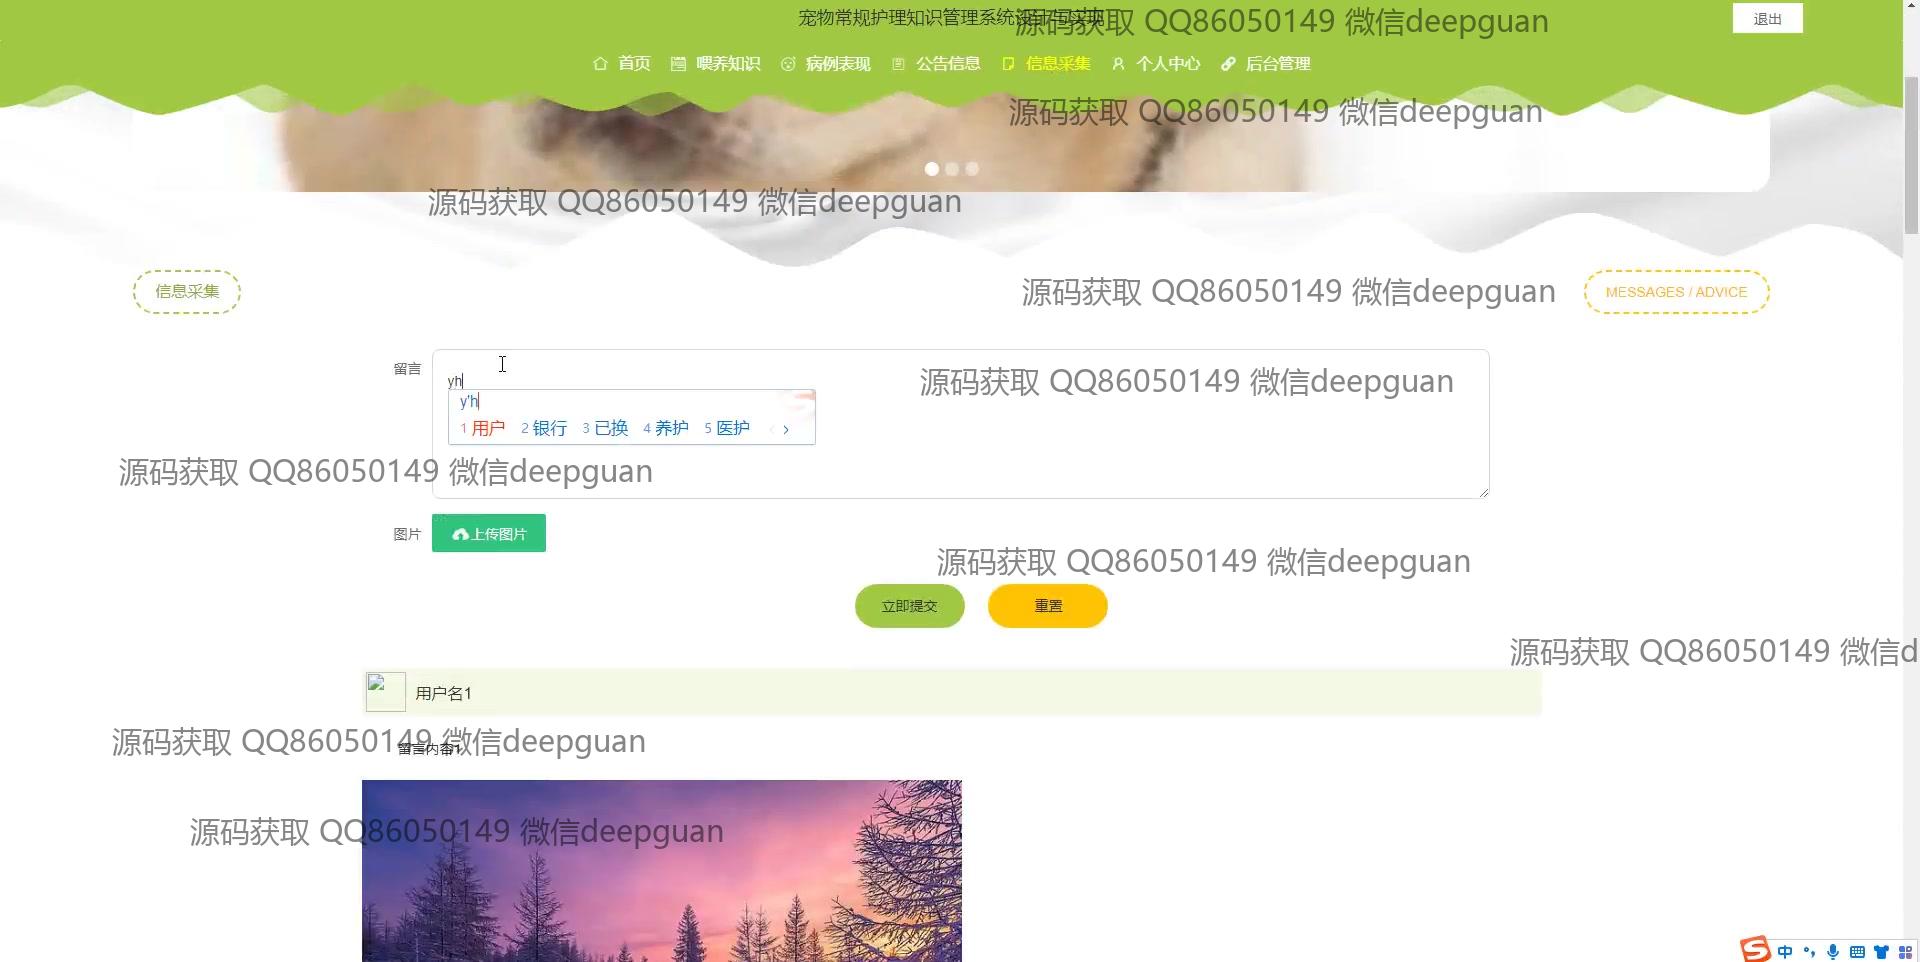 宠物常规护理知识管理系统设计与实现
源码获取 QQ86050149 微信deepguan
退出
首页 喂养知识 病例表现 公告信息 信息采集 个人中心 后台管理
源码获取 QQ86050149 微信deepguan
源码获取 QQ86050149 微信deepguan
信息采集
源码获取 QQ86050149 微信deepguan
MESSAGES / ADVICE
留言
yh
源码获取 QQ86050149 微信deepguan
y'h
1 用户 2 银行 3 已换 4 养护 5 医护
源码获取 QQ86050149 微信deepguan
图片
上传图片
源码获取 QQ86050149 微信deepguan
立即提交
重置
源码获取 QQ86050149 微信d
用户名1
源码获取 QQ86050149 微信deepguan
留言内容1
源码获取 QQ86050149 微信deepguan
中